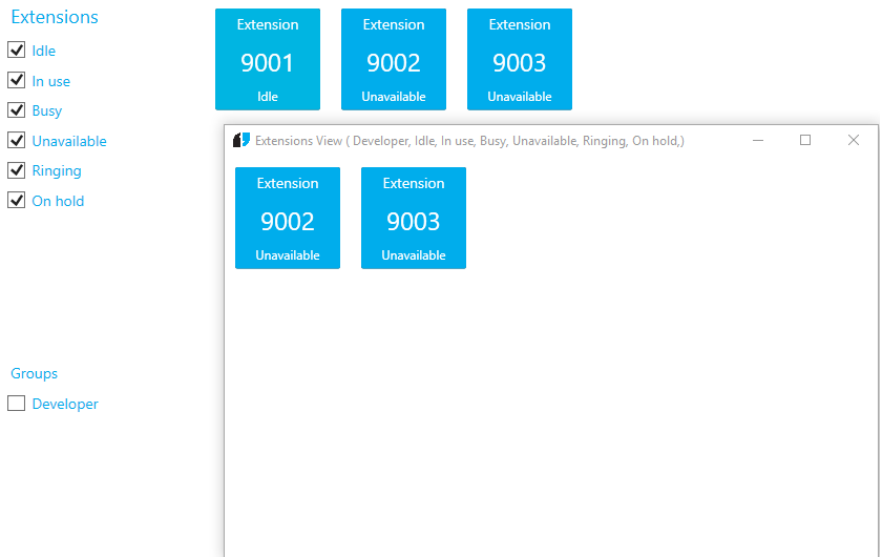 Extensions
Idle
In use
Busy
Unavailable
Ringing
On hold
Groups
Developer
Extension
9001
Idle
Extension
9002
Unavailable
Extension
9003
Unavailable
Extensions View ( Developer, Idle, In use, Busy, Unavailable, Ringing, On hold,)
Extension
9002
Unavailable
Extension
9003
Unavailable